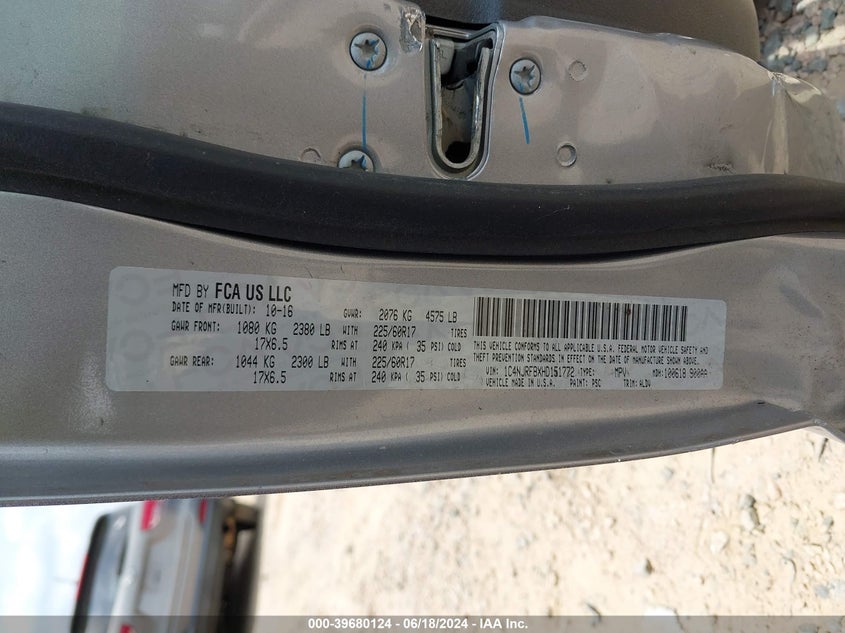 MFD BY FCA US LLC
DATE OF MFR(BUILT): 10-16 GVWR: 2076 KG 4575 LB
GAWR FRONT: 1080 KG 2380 LB WITH 225/60R17 TIRES
17X6.5 RIMS AT 240 KPA ( 35 PSI) COLD
GAWR REAR: 1044 KG 2300 LB WITH 225/60R17 TIRES
17X6.5 RIMS AT 240 KPA ( 35 PSI) COLD
THIS VEHICLE CONFORMS TO ALL APPLICABLE U.S.A. FEDERAL MOTOR VEHICLE SAFETY AND
THEFT PREVENTION STANDARDS IN EFFECT ON THE DATE OF MANUFACTURE SHOWN ABOVE.
VIN: 1C4NJRFBXHD151772 TYPE: MPV MDH: 100618 900AA
VEHICLE MADE IN U.S.A. PAINT: PSC TRIM: ALDV
000-39680124 - 06/18/2024 - IAA Inc.